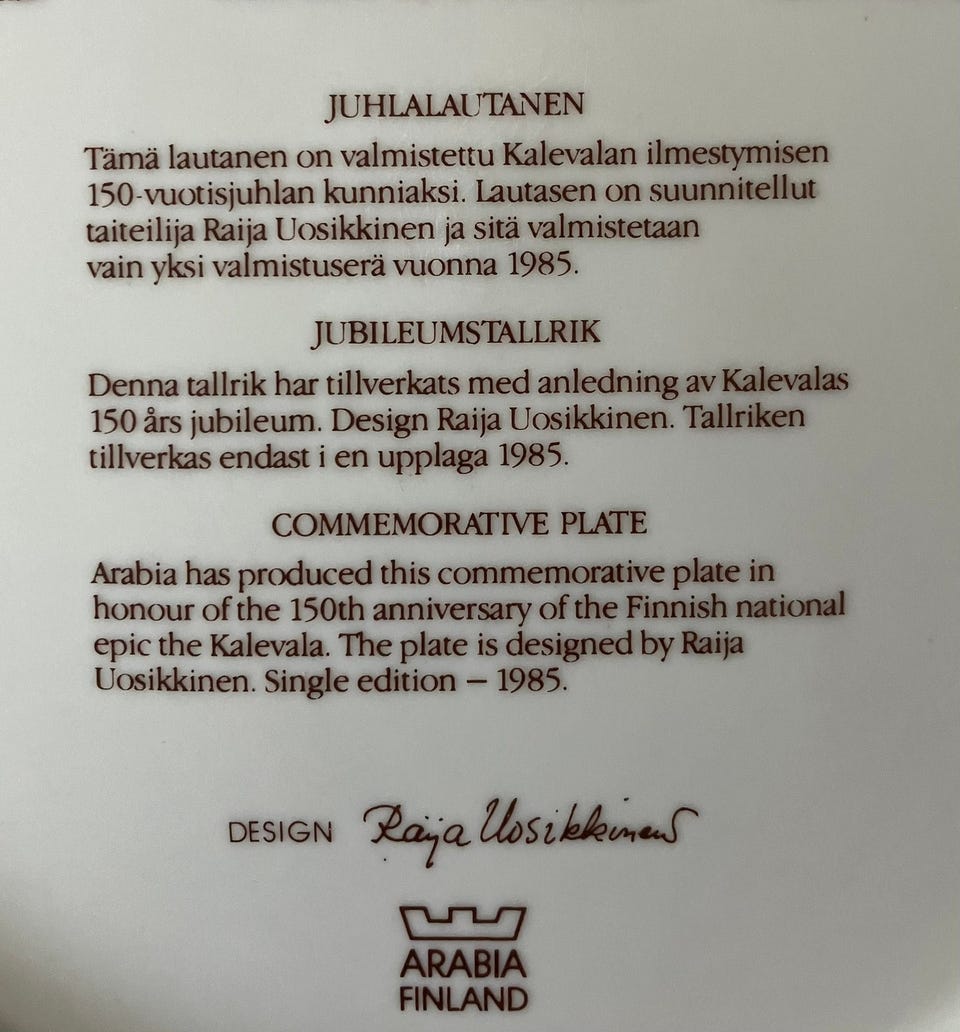 JUHLALAUTANEN
Tämä lautanen on valmistettu Kalevalan ilmestymisen
150-vuotisjuhlan kunniaksi. Lautasen on suunnitellut
taiteilija Raija Uosikkinen ja sitä valmistetaan
vain yksi valmistuserä vuonna 1985.
JUBILEUMSTALLRIK
Denna tallrik har tillverkats med anledning av Kalevalas
150 års jubileum. Design Raija Uosikkinen. Tallriken
tillverkas endast i en upplaga 1985.
COMMEMORATIVE PLATE
Arabia has produced this commemorative plate in
honour of the 150th anniversary of the Finnish national
epic the Kalevala. The plate is designed by Raija
Uosikkinen. Single edition – 1985.
DESIGN Raija Uosikkinen
ARABIA
FINLAND